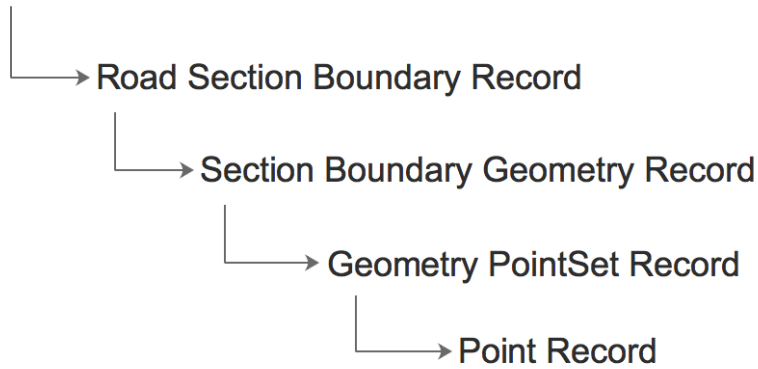 Road Section Boundary Record
Section Boundary Geometry Record
Geometry PointSet Record
Point Record